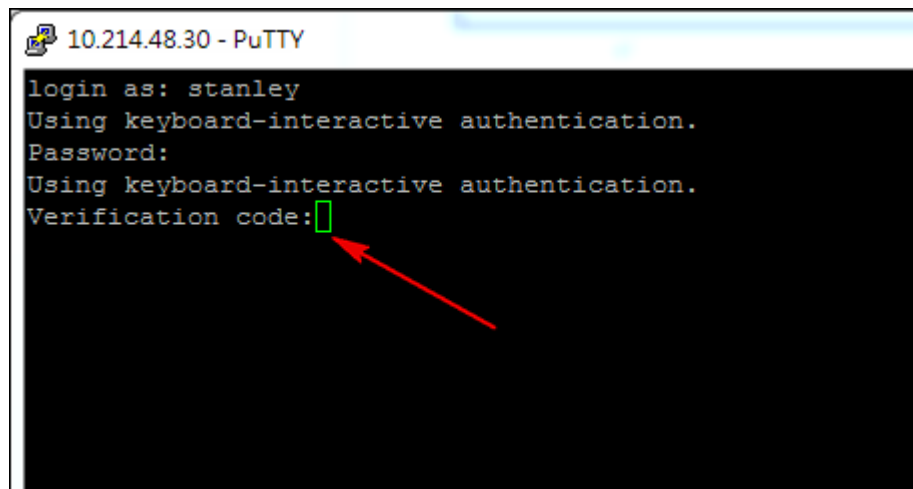 10.214.48.30 - PuTTY
login as: stanley
Using keyboard-interactive authentication.
Password:
Using keyboard-interactive authentication.
Verification code: